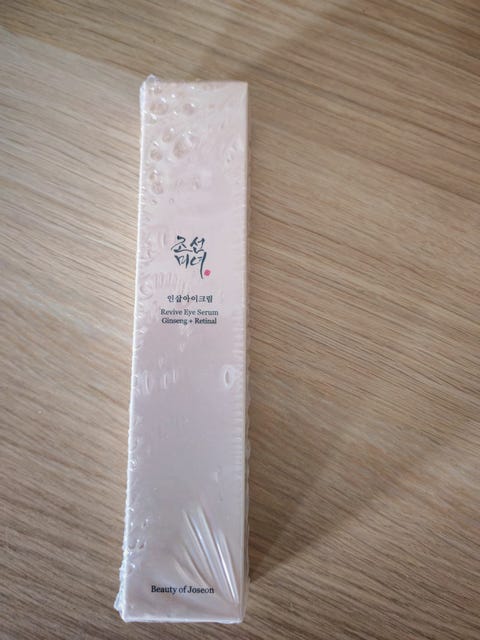 조선
미녀
인삼아이크림
Revive Eye Serum
Ginseng + Retinal
Beauty of Joseon